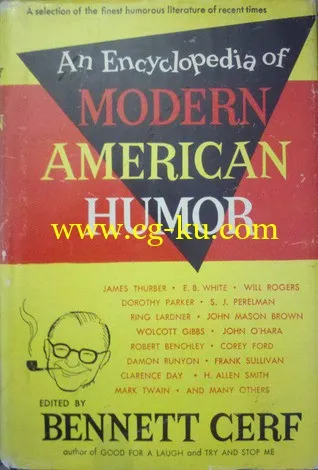 A selection of the finest humorous literature of recent times
An Encyclopedia of
MODERN
AMERICAN
HUMOR
www.cg-ku.com
JAMES THURBER • E. B. WHITE • WILL ROGERS
DOROTHY PARKER • S. J. PERELMAN
RING LARDNER • JOHN MASON BROWN
WOLCOTT GIBBS • JOHN O'HARA
ROBERT BENCHLEY • COREY FORD
DAMON RUNYON • FRANK SULLIVAN
CLARENCE DAY • H. ALLEN SMITH
MARK TWAIN • AND MANY OTHERS
EDITED BY
BENNETT CERF
author of GOOD FOR A LAUGH and TRY AND STOP ME